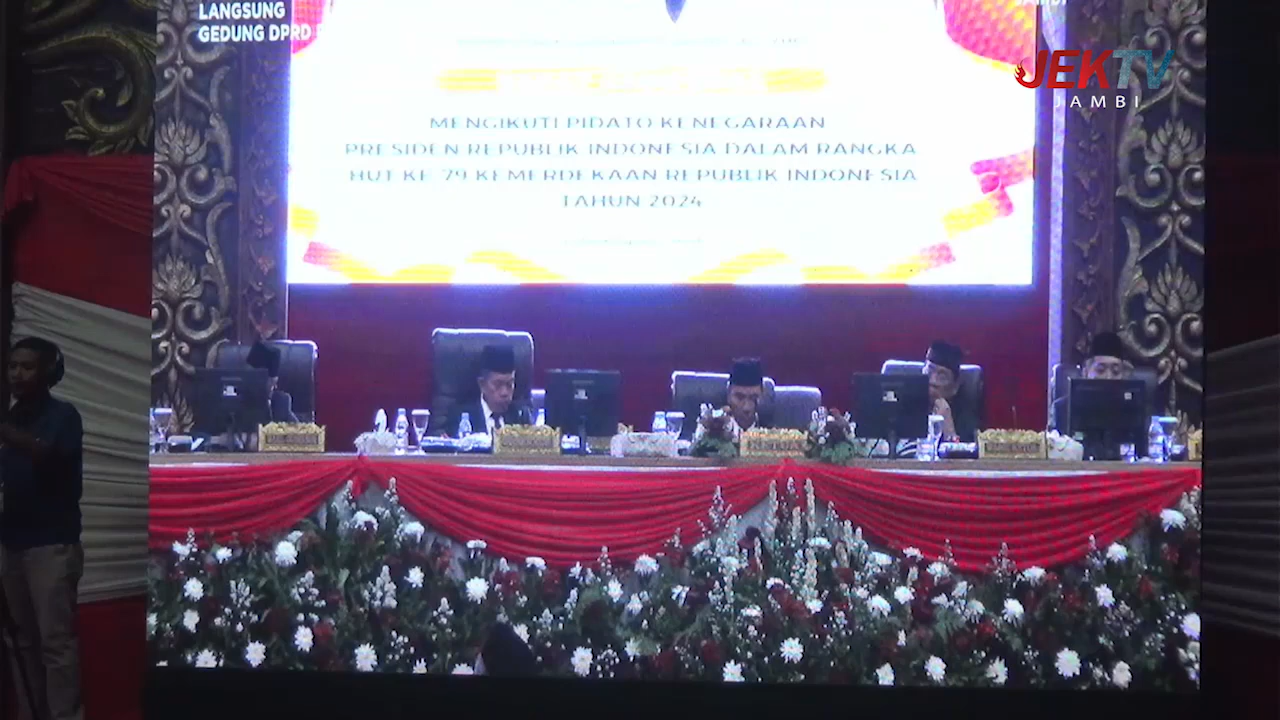 LANGSUNG
GEDUNG DPRD
JAMBI
JEKTV
JAMBI
MENGIKUTI PIDATO KENEGARAAN
PRESIDEN REPUBLIK INDONESIA DALAM RANGKA
HUT KE-79 KEMERDEKAAN REPUBLIK INDONESIA
TAHUN 2024